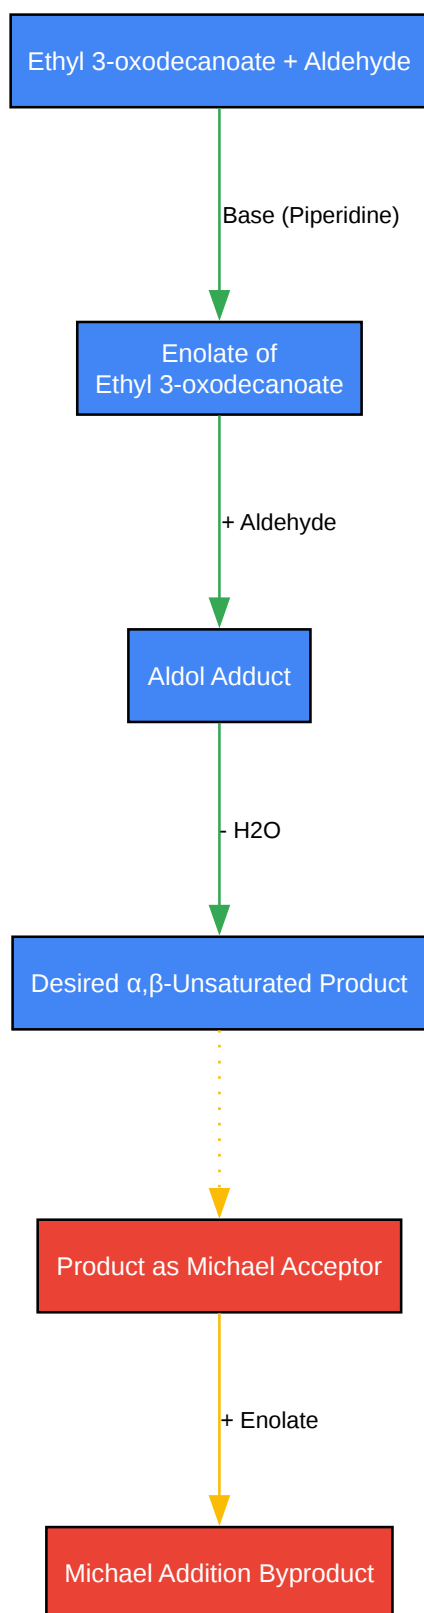 Ethyl 3-oxodecanoate + Aldehyde
Base (Piperidine)
Enolate of
Ethyl 3-oxodecanoate
+ Aldehyde
Aldol Adduct
- H2O
Desired α,β-Unsaturated Product
Product as Michael Acceptor
+ Enolate
Michael Addition Byproduct